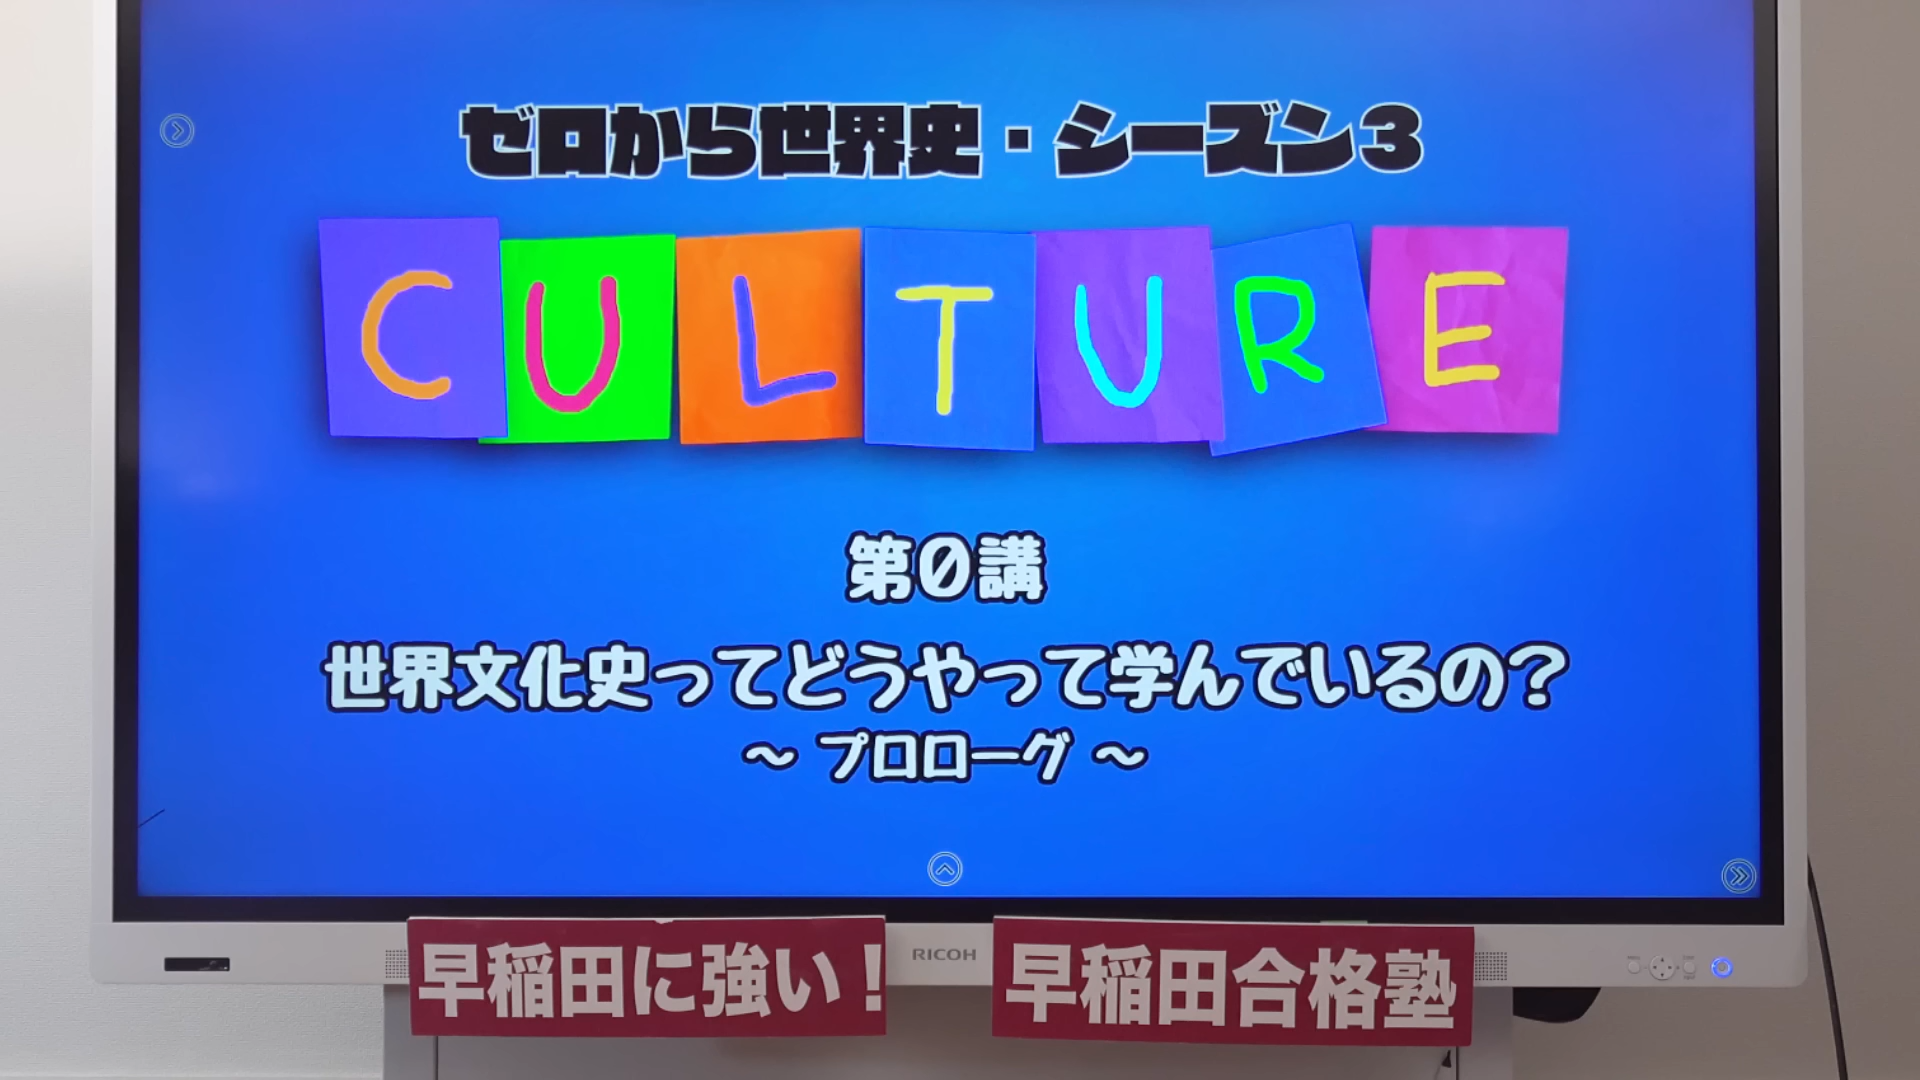 ゼロから世界史・シーズン3
CULTURE
第0講
世界文化史ってどうやって学んでいるの?
~ プロローグ ~
早稲田に強い!
RICOH
早稲田合格塾